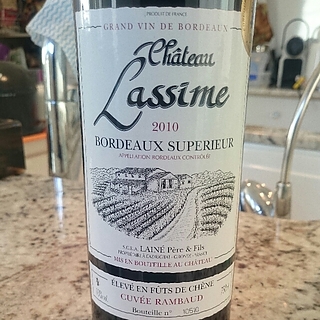 PRODUIT DE FRANCE
GRAND VIN DE BORDEAUX
Château
Lassime
2010
BORDEAUX SUPERIEUR
APPELLATION BORDEAUX CONTRÔLÉE
S.C.E.A. LAINÉ Père & Fils
MIS EN BOUTEILLE AU CHÂTEAU
ÉLEVÉ EN FÛTS DE CHÊNE
CUVÉE RAMBAUD
Bouteille n°